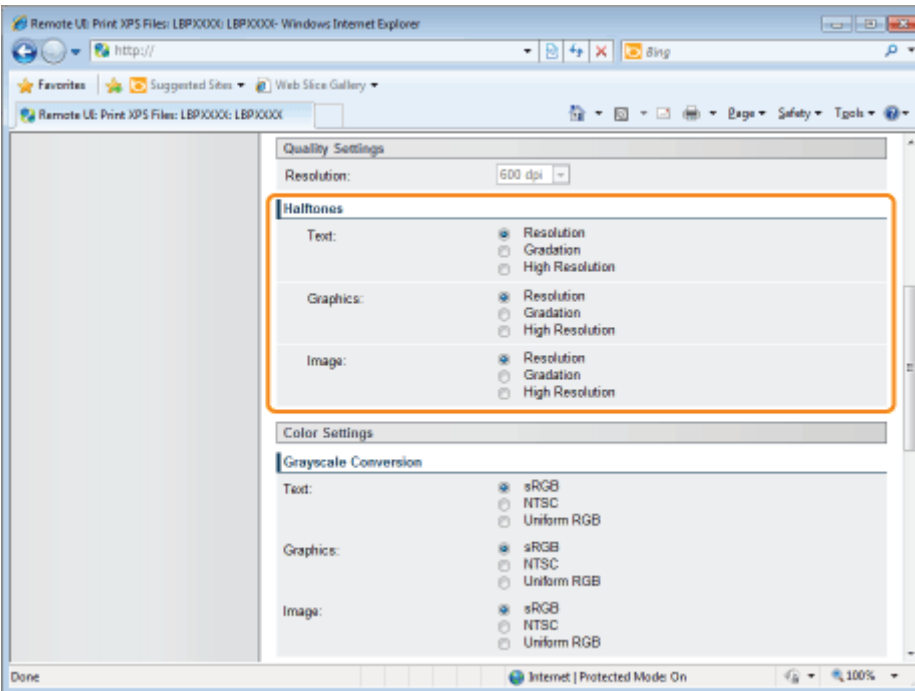 Remote UI: Print XPS Files: LBPXXXX: LBPXXXX- Windows Internet Explorer
http://
Bing
Favorites Suggested Sites Web Slice Gallery
Remote UI: Print XPS Files: LBPXXXX: LBPXXXX
Page Safety Tools
Quality Settings
Resolution: 600 dpi
Halftones
Text: Resolution
Gradation
High Resolution
Graphics: Resolution
Gradation
High Resolution
Image: Resolution
Gradation
High Resolution
Color Settings
Grayscale Conversion
Text: sRGB
NTSC
Uniform RGB
Graphics: sRGB
NTSC
Uniform RGB
Image: sRGB
NTSC
Uniform RGB
Done Internet | Protected Mode: On 100%